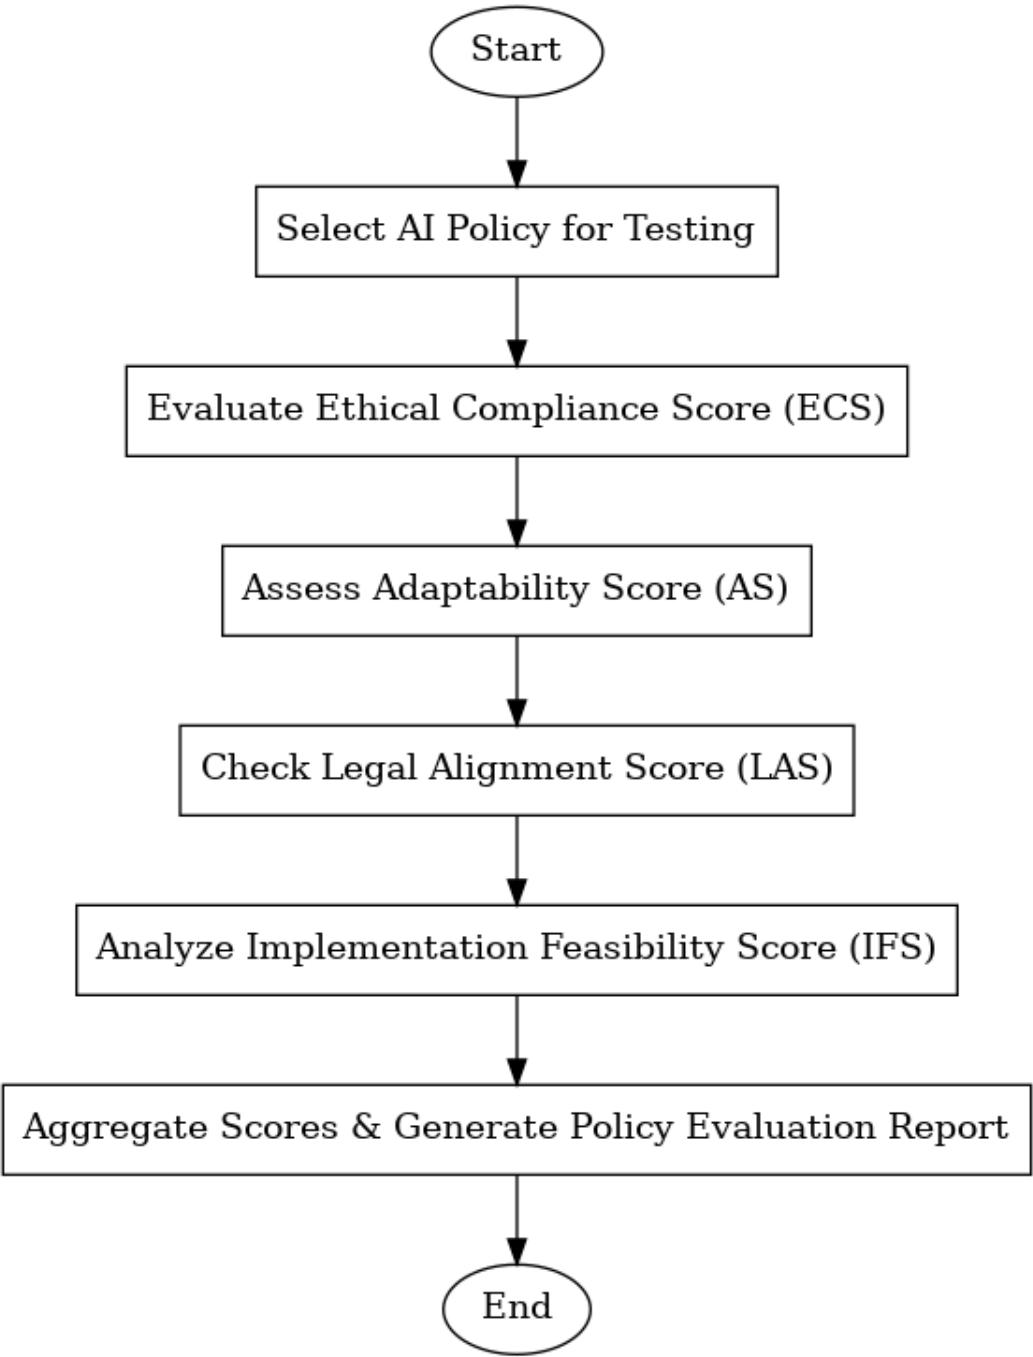 Start
Select AI Policy for Testing
Evaluate Ethical Compliance Score (ECS)
Assess Adaptability Score (AS)
Check Legal Alignment Score (LAS)
Analyze Implementation Feasibility Score (IFS)
Aggregate Scores & Generate Policy Evaluation Report
End